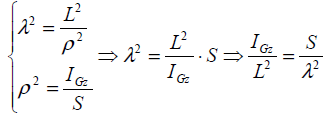 λ² = L²/ρ²
ρ² = I_Gz/S
⇒ λ² = L²/I_Gz · S ⇒ I_Gz/L² = S/λ²